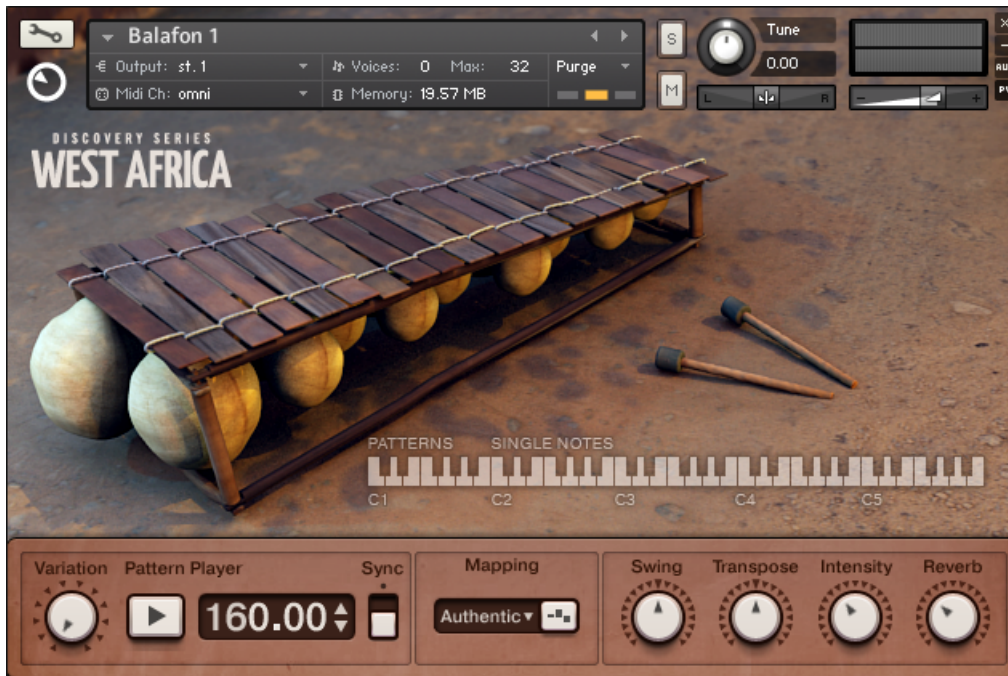 Balafon 1
Output: st.1
Voices: 0 Max: 32
Purge
Midi Ch: omni
Memory: 19.57 MB
S
M
Tune
0.00
L
R
AU
DISCOVERY SERIES
WEST AFRICA
PATTERNS
SINGLE NOTES
C1
C2
C3
C4
C5
Variation
Pattern Player
Sync
160.00
Mapping
Authentic
Swing
Transpose
Intensity
Reverb